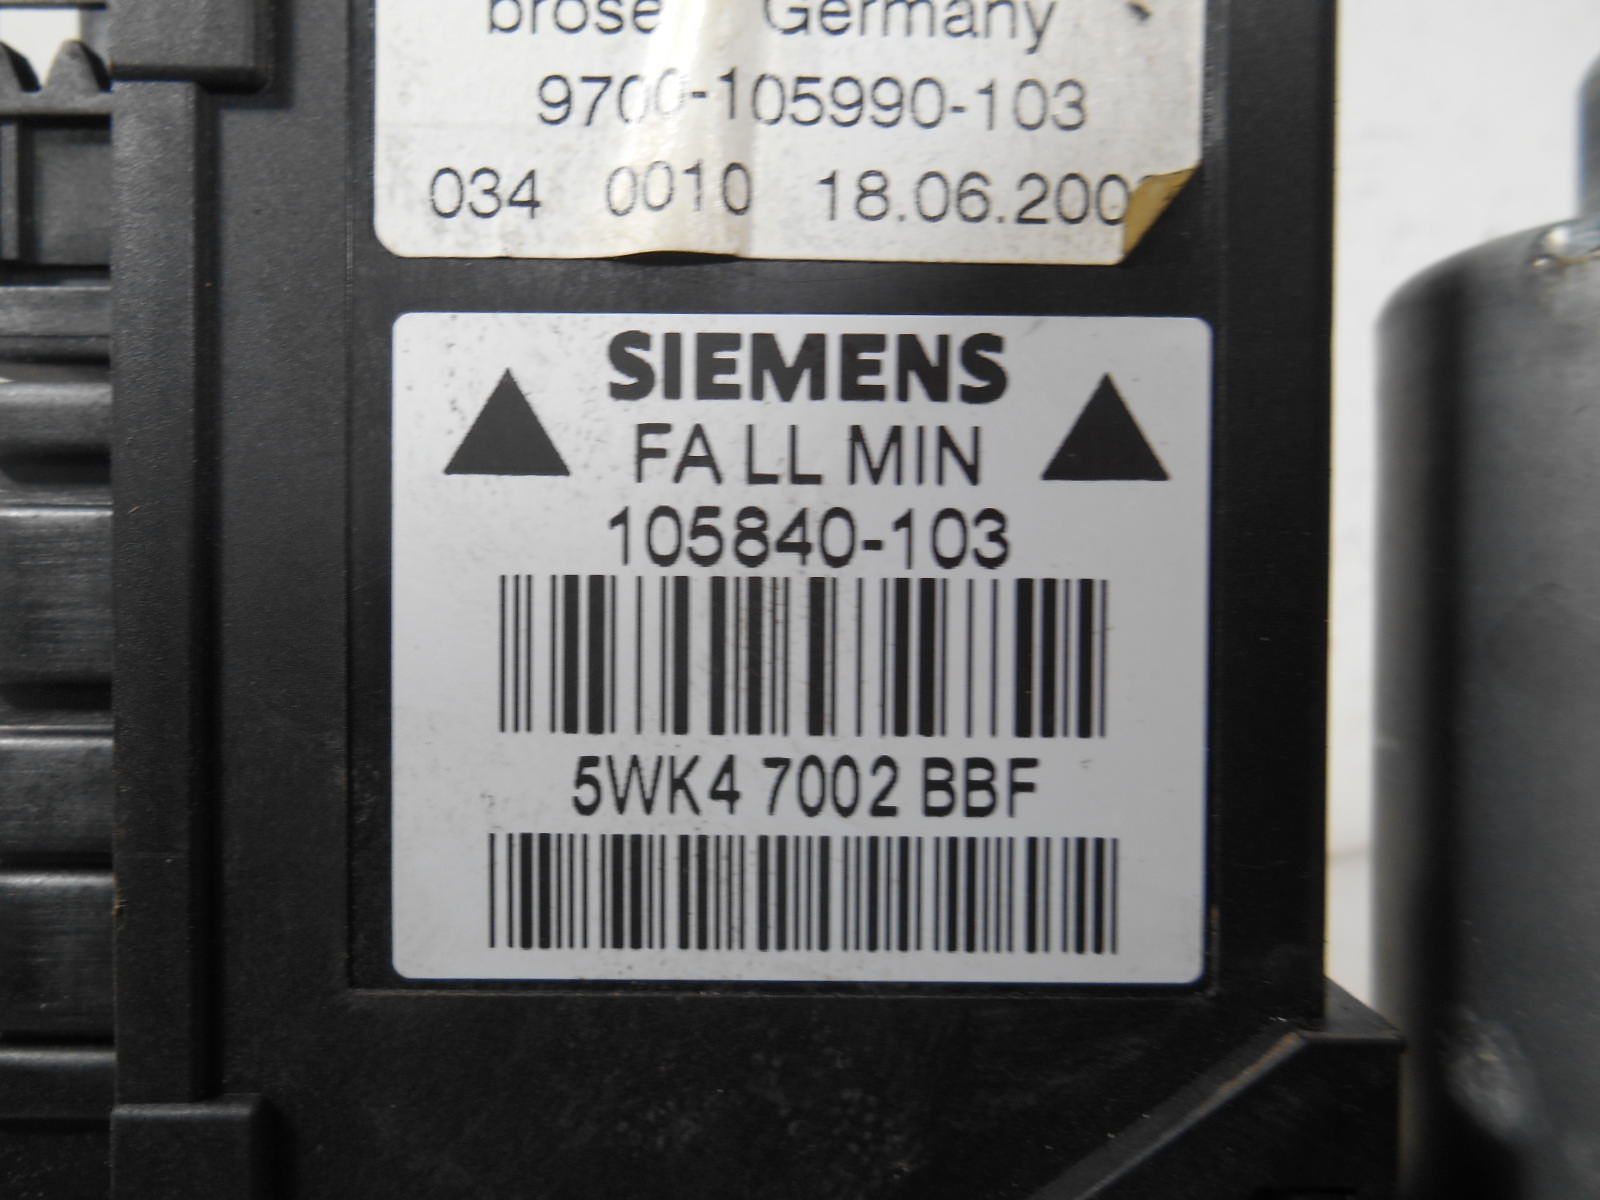 brose Germany
9700-105990-103
034 0010 18.06.200
SIEMENS
FA LL MIN
105840-103
5WK4 7002 BBF